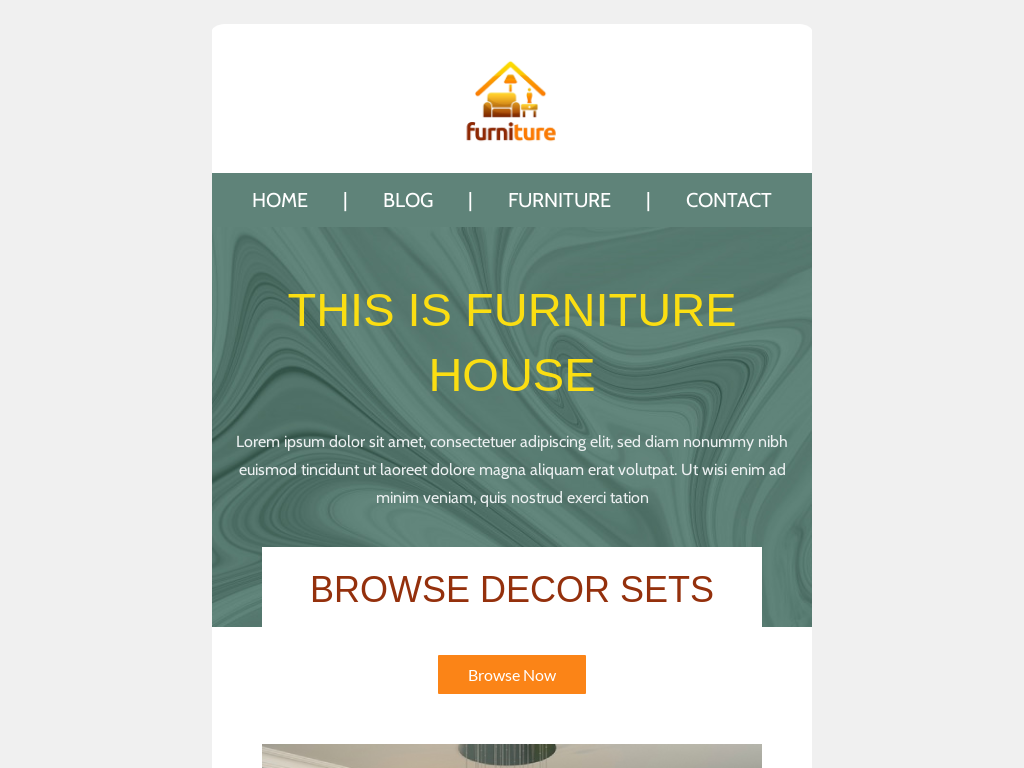 furniture
HOME | BLOG | FURNITURE | CONTACT
THIS IS FURNITURE
HOUSE
Lorem ipsum dolor sit amet, consectetuer adipiscing elit, sed diam nonummy nibh
euismod tincidunt ut laoreet dolore magna aliquam erat volutpat. Ut wisi enim ad
minim veniam, quis nostrud exerci tation
BROWSE DECOR SETS
Browse Now